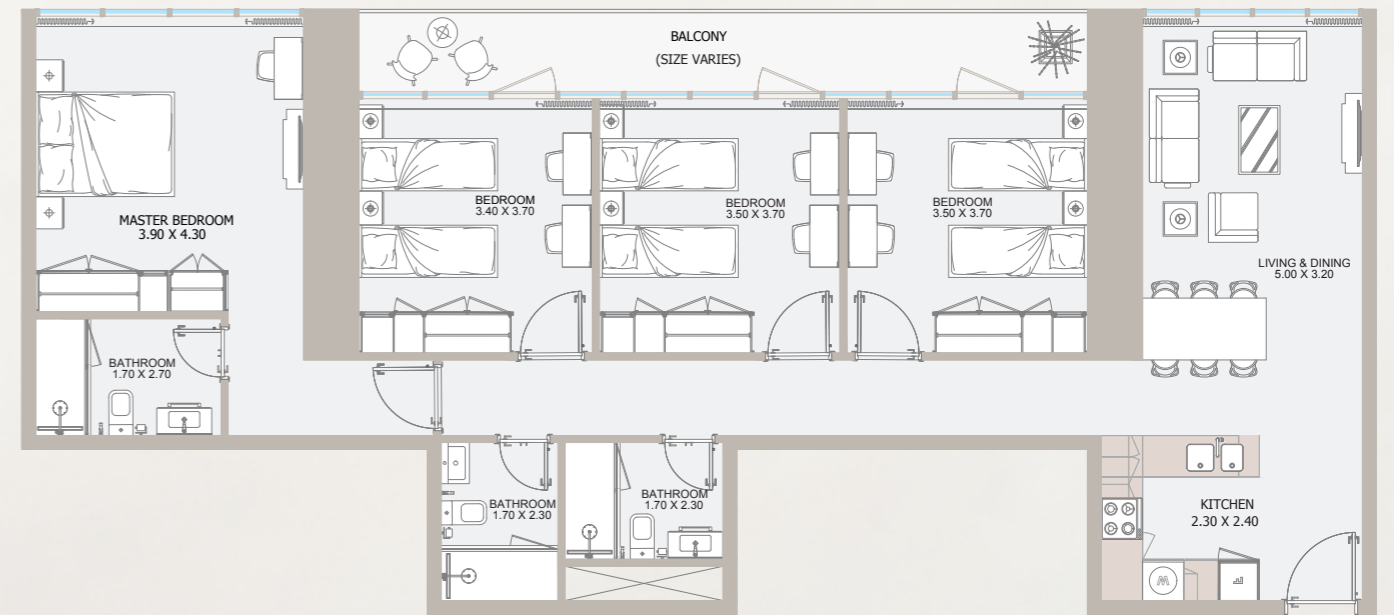 BALCONY
(SIZE VARIES)
MASTER BEDROOM
3.90 X 4.30
BEDROOM
3.40 X 3.70
BEDROOM
3.50 X 3.70
BEDROOM
3.50 X 3.70
LIVING & DINING
5.00 X 3.20
BATHROOM
1.70 X 2.70
BATHROOM
1.70 X 2.30
BATHROOM
1.70 X 2.30
KITCHEN
2.30 X 2.40
W